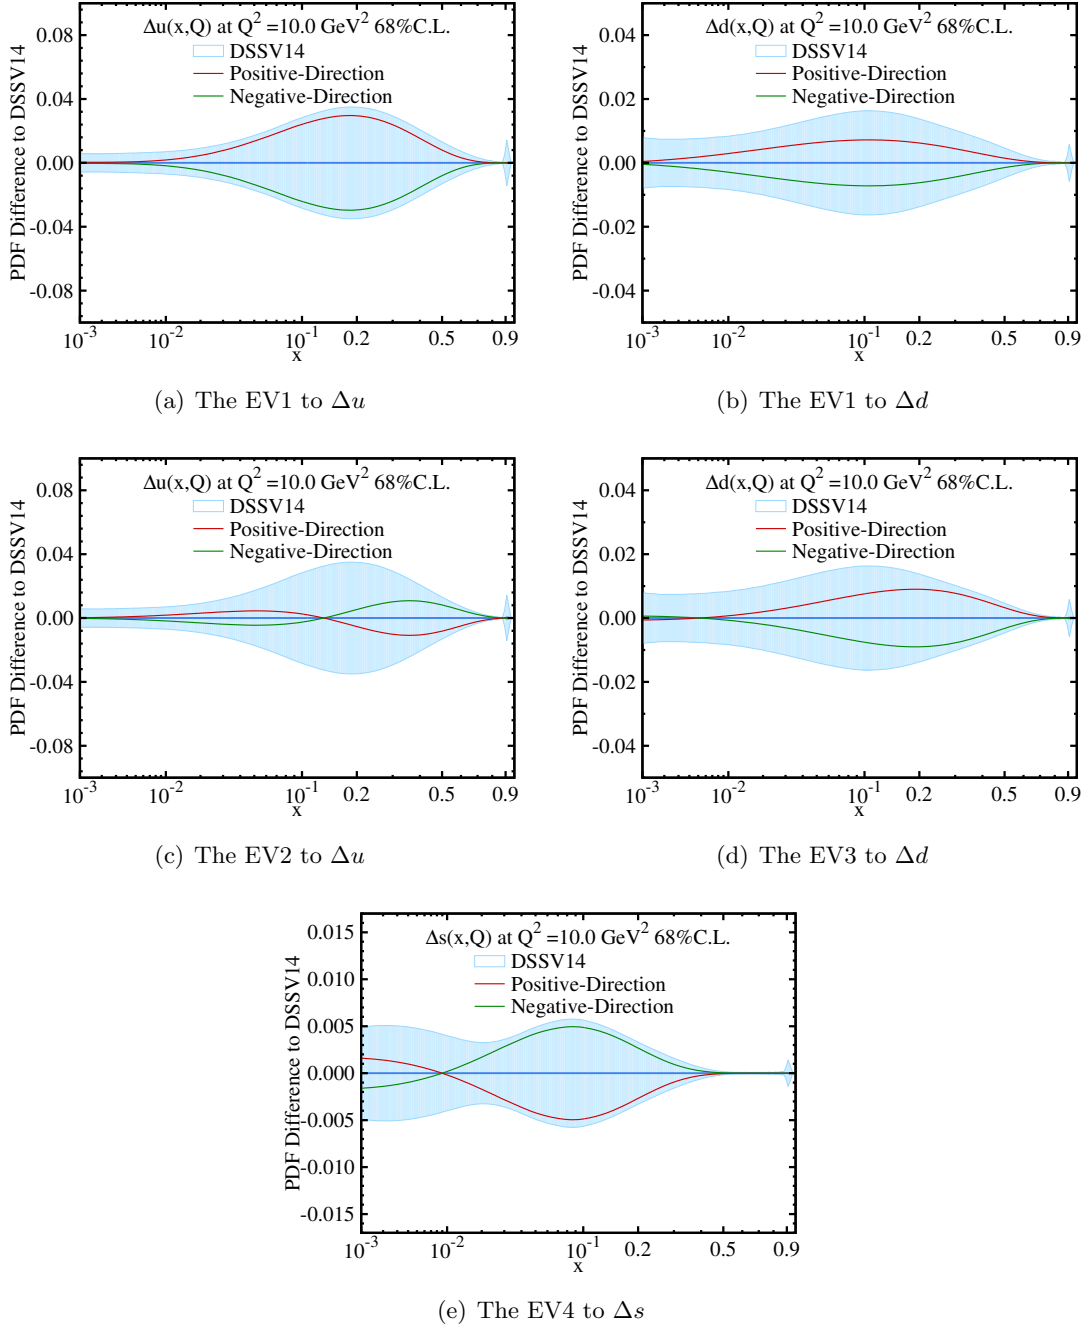 Δu(x,Q) at Q² =10.0 GeV² 68%C.L.
DSSV14
Positive-Direction
Negative-Direction
PDF Difference to DSSV14
0.08
0.04
0.00
-0.04
-0.08
10⁻³ 10⁻² 10⁻¹ 0.2 0.5 0.9
x
(a) The EV1 to Δu
Δd(x,Q) at Q² =10.0 GeV² 68%C.L.
DSSV14
Positive-Direction
Negative-Direction
PDF Difference to DSSV14
0.04
0.02
0.00
-0.02
-0.04
10⁻³ 10⁻² 10⁻¹ 0.2 0.5 0.9
x
(b) The EV1 to Δd
Δu(x,Q) at Q² =10.0 GeV² 68%C.L.
DSSV14
Positive-Direction
Negative-Direction
PDF Difference to DSSV14
0.08
0.04
0.00
-0.04
-0.08
10⁻³ 10⁻² 10⁻¹ 0.2 0.5 0.9
x
(c) The EV2 to Δu
Δd(x,Q) at Q² =10.0 GeV² 68%C.L.
DSSV14
Positive-Direction
Negative-Direction
PDF Difference to DSSV14
0.04
0.02
0.00
-0.02
-0.04
10⁻³ 10⁻² 10⁻¹ 0.2 0.5 0.9
x
(d) The EV3 to Δd
Δs(x,Q) at Q² =10.0 GeV² 68%C.L.
DSSV14
Positive-Direction
Negative-Direction
PDF Difference to DSSV14
0.015
0.010
0.005
0.000
-0.005
-0.010
-0.015
10⁻³ 10⁻² 10⁻¹ 0.2 0.5 0.9
x
(e) The EV4 to Δs